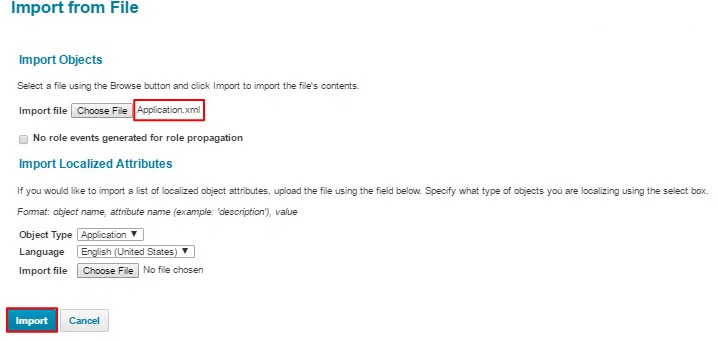 Import from File
Import Objects
Select a file using the Browse button and click Import to import the file's contents.
Import file Choose File Application.xml
No role events generated for role propagation
Import Localized Attributes
If you would like to import a list of localized object attributes, upload the file using the field below. Specify what type of objects you are localizing using the select box.
Format: object name, attribute name (example: 'description'), value
Object Type Application ▼
Language English (United States) ▼
Import file Choose File No file chosen
Import Cancel